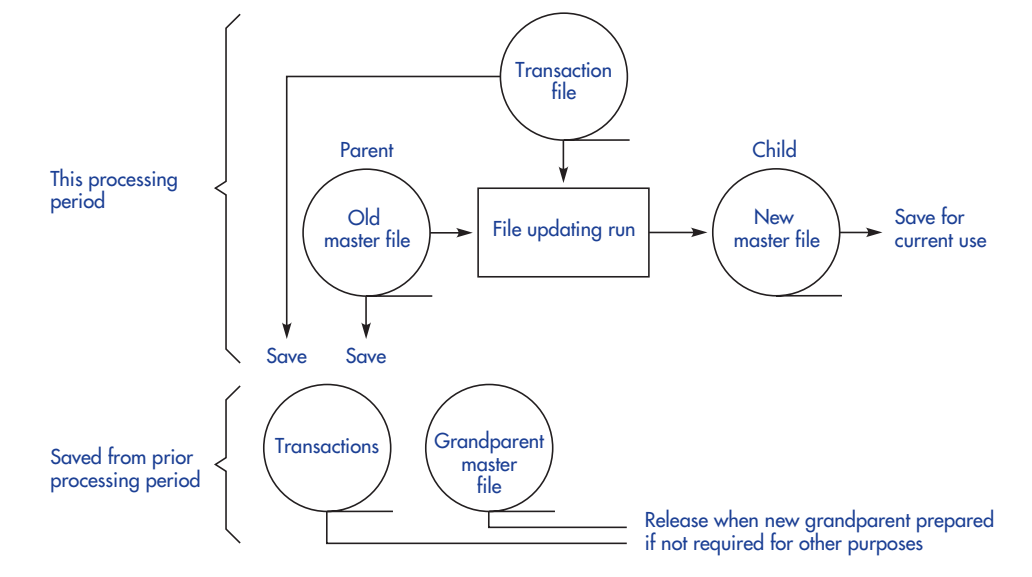 Transaction
file
Parent
Child
This processing
period
Old
master file
File updating run
New
master file
Save for
current use
Save
Save
Saved from prior
processing period
Transactions
Grandparent
master
file
Release when new grandparent prepared
if not required for other purposes